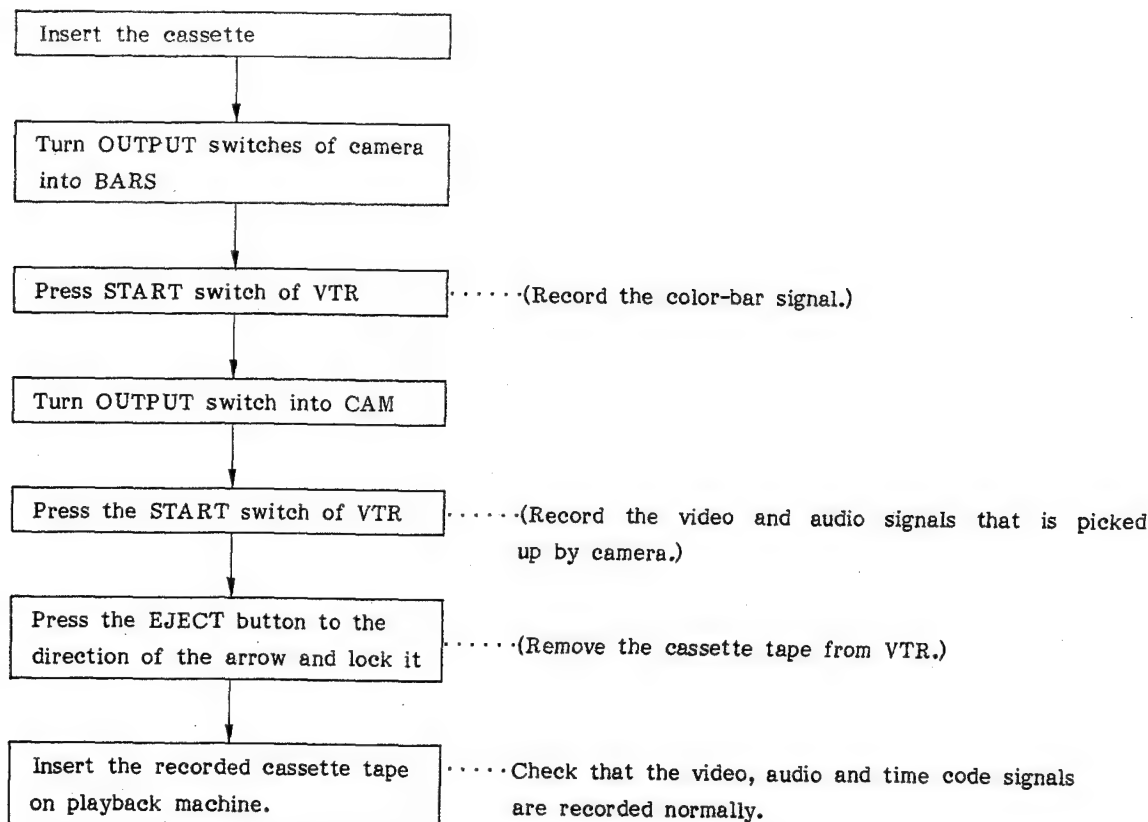 Insert the cassette
Turn OUTPUT switches of camera
into BARS
Press START switch of VTR ······(Record the color-bar signal.)
Turn OUTPUT switch into CAM
Press the START switch of VTR ······(Record the video and audio signals that is picked
up by camera.)
Press the EJECT button to the
direction of the arrow and lock it ······(Remove the cassette tape from VTR.)
Insert the recorded cassette tape ·····Check that the video, audio and time code signals
on playback machine. are recorded normally.